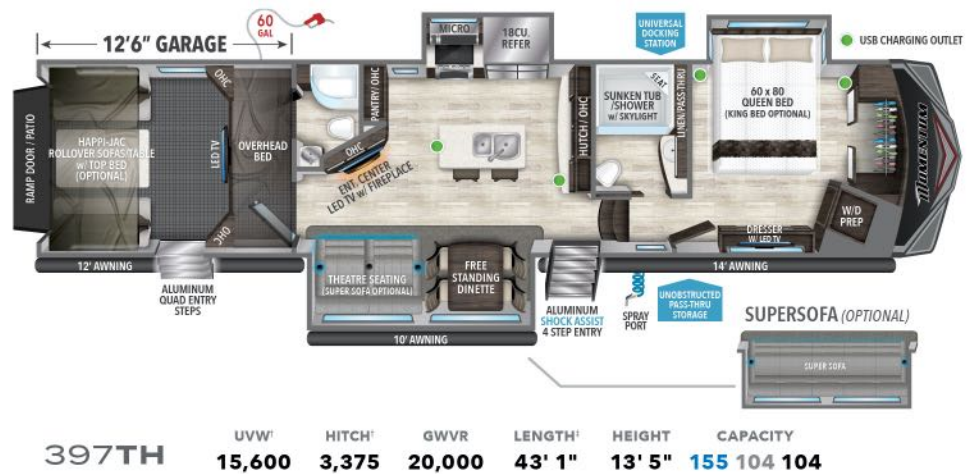 60
GAL
12'6" GARAGE
MICRO
18CU.
REFER
UNIVERSAL
DOCKING
STATION
USB CHARGING OUTLET
OHC
PANTRY/OHC
SEAT
SUNKEN TUB
/SHOWER
w/ SKYLIGHT
LINEN/PASS-THRU
60 x 80
QUEEN BED
(KING BED OPTIONAL)
RAMP DOOR / PATIO
HAPPI-JAC
ROLLOVER SOFAS/TABLE
w/ TOP BED
(OPTIONAL)
LED TV
OVERHEAD
BED
OHC
ENT. CENTER
LED TV w/ FIREPLACE
HUTCH / OHC
MOMENTUM
OHC
W/D
PREP
DRESSER
W/ LED TV
12' AWNING
14' AWNING
THEATRE SEATING
(SUPER SOFA OPTIONAL)
FREE
STANDING
DINETTE
ALUMINUM
QUAD ENTRY
STEPS
ALUMINUM
SHOCK ASSIST
4 STEP ENTRY
SPRAY
PORT
UNOBSTRUCTED
PASS-THRU
STORAGE
10' AWNING
SUPERSOFA (OPTIONAL)
SUPER SOFA
UVW† HITCH† GWVR LENGTH‡ HEIGHT CAPACITY
397TH 15,600 3,375 20,000 43' 1" 13' 5" 155 104 104